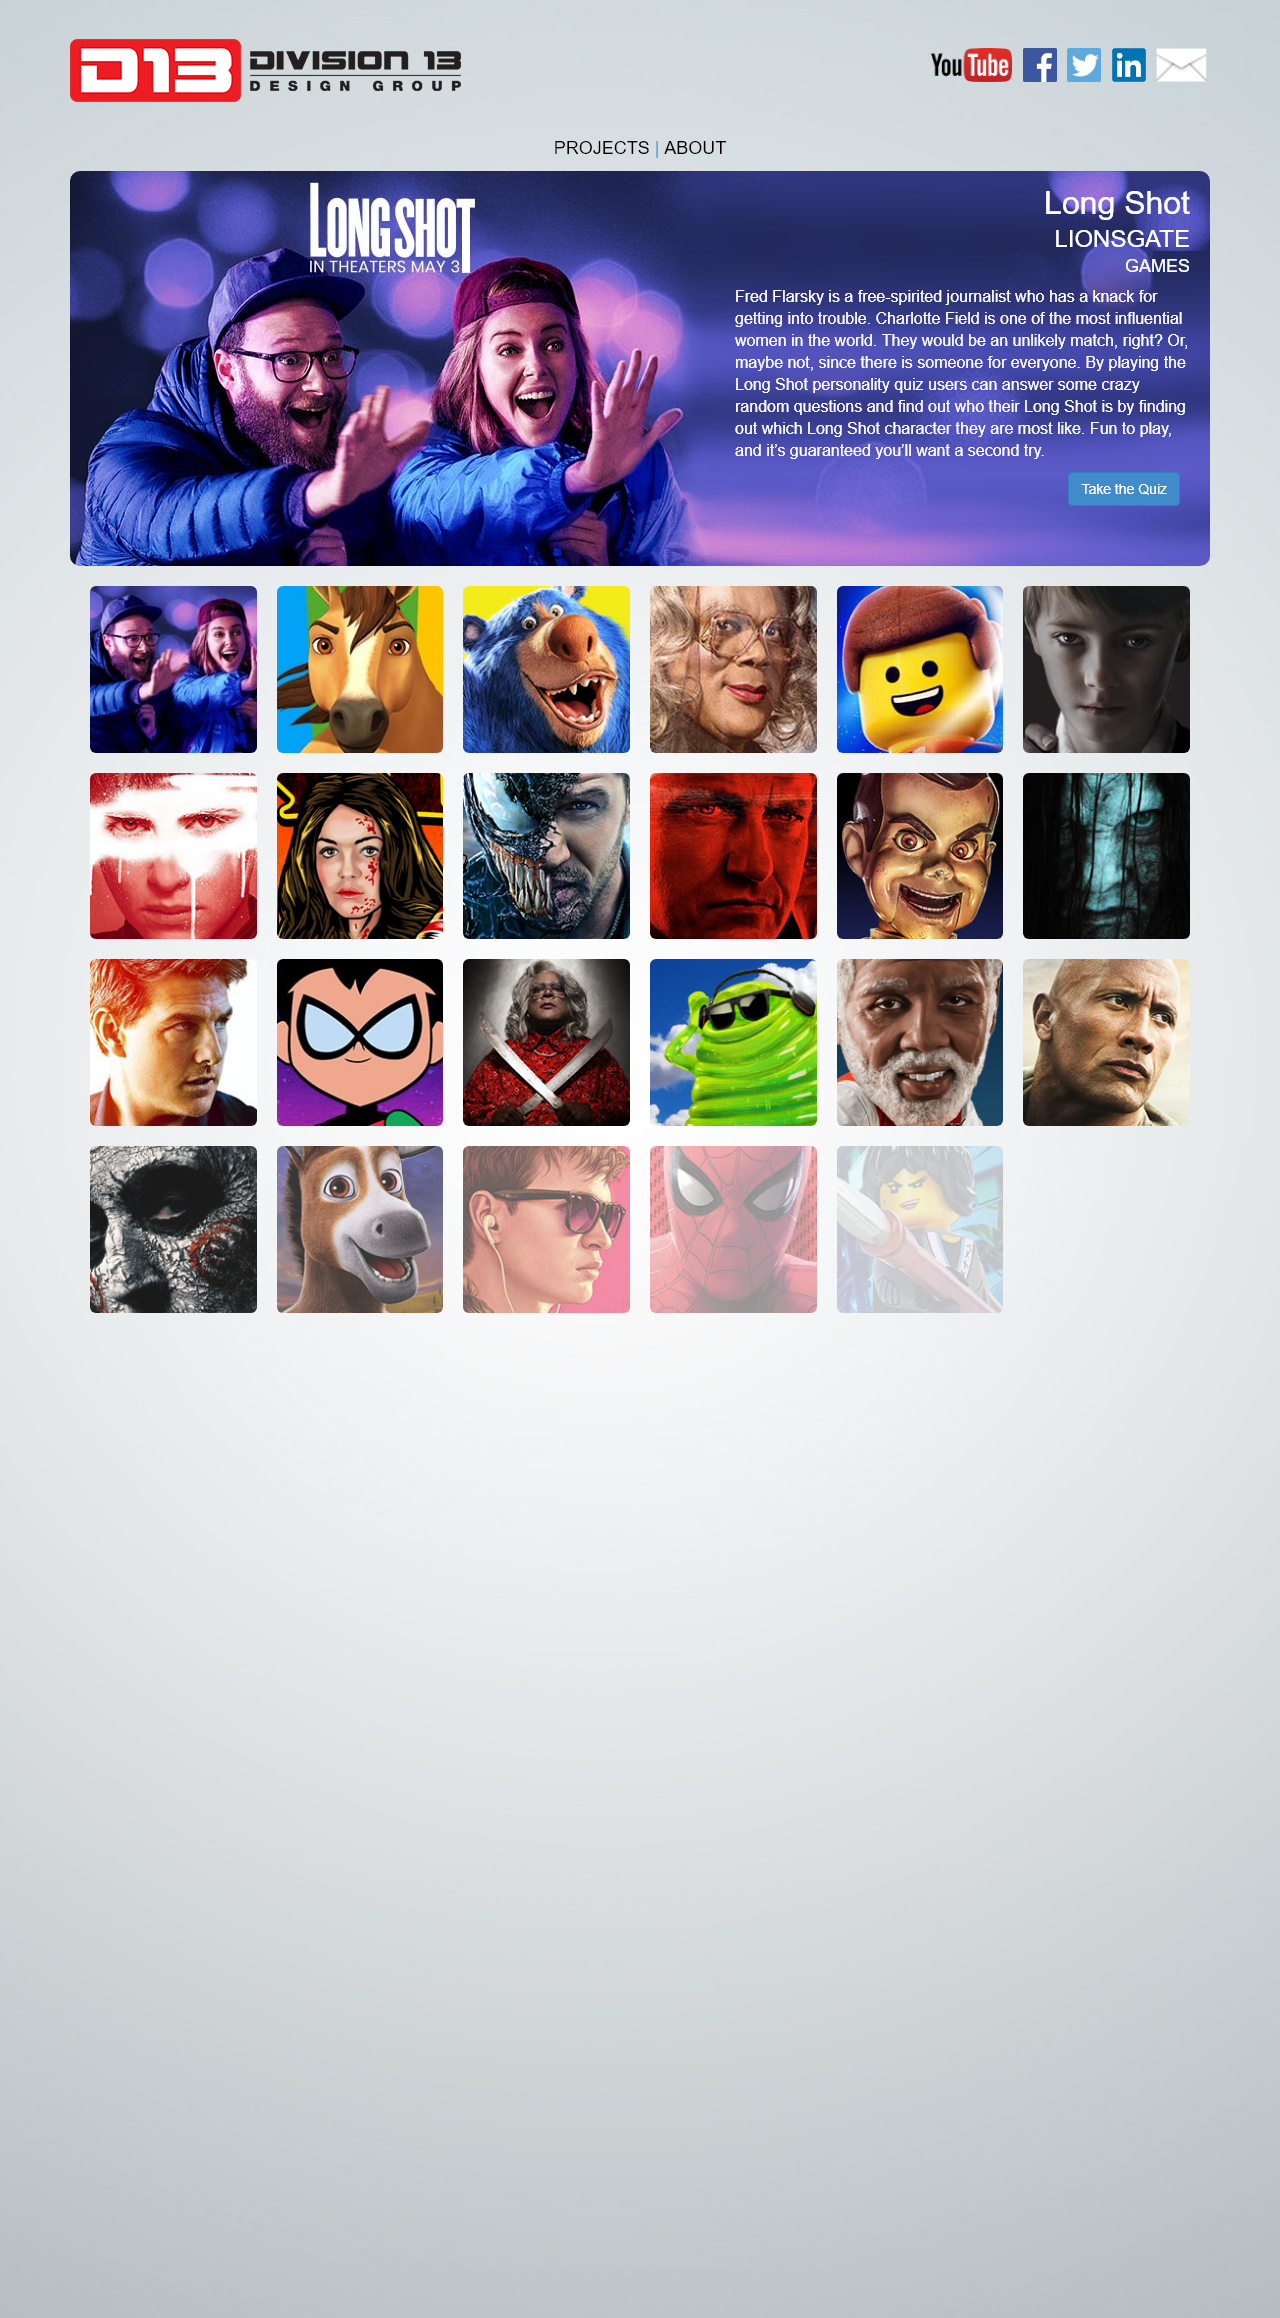 D13 DIVISION 13
DESIGN GROUP
You Tube
PROJECTS | ABOUT
LONG SHOT
IN THEATERS MAY 3
Long Shot
LIONSGATE
GAMES
Fred Flarsky is a free-spirited journalist who has a knack for
getting into trouble. Charlotte Field is one of the most influential
women in the world. They would be an unlikely match, right? Or,
maybe not, since there is someone for everyone. By playing the
Long Shot personality quiz users can answer some crazy
random questions and find out who their Long Shot is by finding
out which Long Shot character they are most like. Fun to play,
and it’s guaranteed you’ll want a second try.
Take the Quiz